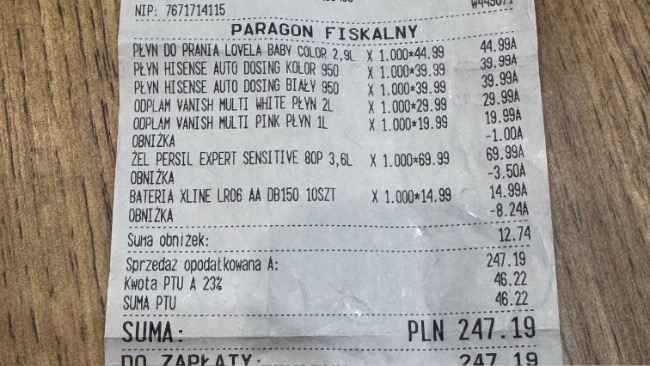 NIP: 7671714115
PARAGON FISKALNY
PŁYN DO PRANIA LOVELA BABY COLOR 2,9L X 1.000*44.99 44.99A
PŁYN HISENSE AUTO DOSING KOLOR 950 X 1.000*39.99 39.99A
PŁYN HISENSE AUTO DOSING BIAŁY 950 X 1.000*39.99 39.99A
ODPLAM VANISH MULTI WHITE PŁYN 2L X 1.000*29.99 29.99A
ODPLAM VANISH MULTI PINK PŁYN 1L X 1.000*19.99 19.99A
OBNIŻKA -1.00A
ŻEL PERSIL EXPERT SENSITIVE 80P 3,6L X 1.000*69.99 69.99A
OBNIŻKA -3.50A
BATERIA XLINE LR06 AA DB150 10SZT X 1.000*14.99 14.99A
OBNIŻKA -8.24A
Suma obniżek: 12.74
Sprzedaż opodatkowana A: 247.19
Kwota PTU A 23% 46.22
SUMA PTU 46.22
SUMA: PLN 247.19
DO ZAPŁATY: 247.19